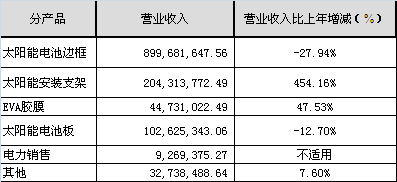 分产品 营业收入 营业收入比上年增减(%)
太阳能电池边框 899,681,647.56 -27.94%
太阳能安装支架 204,313,772.49 454.16%
EVA胶膜 44,731,022.49 47.53%
太阳能电池板 102,625,343.06 -12.70%
电力销售 9,269,375.27 不适用
其他 32,738,488.64 7.60%